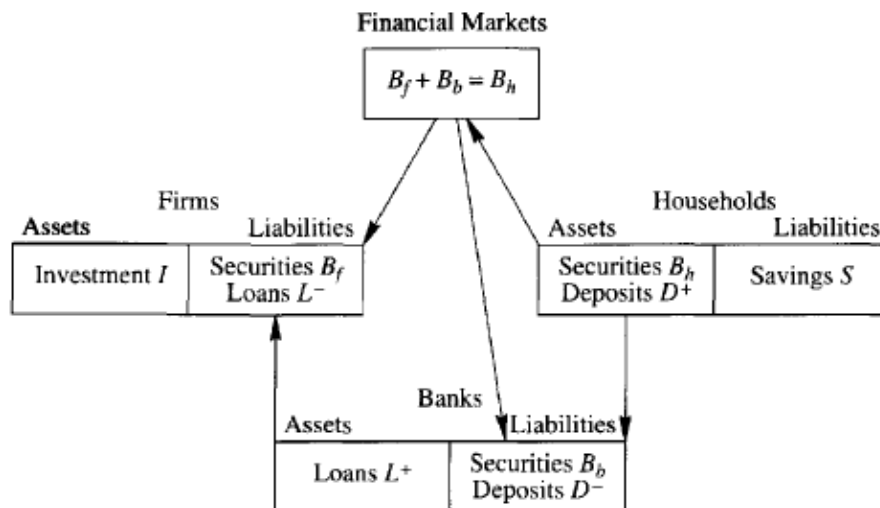 Financial Markets
B_f + B_b = B_h
Firms
Assets
Liabilities
Investment I
Securities B_f
Loans L⁻
Households
Assets
Liabilities
Securities B_h
Deposits D⁺
Savings S
Banks
Assets
Liabilities
Loans L⁺
Securities B_b
Deposits D⁻